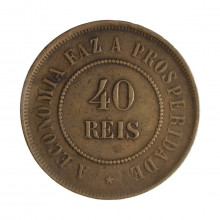 A ECONOMIA FAZ A PROSPERIDADE
40
REIS